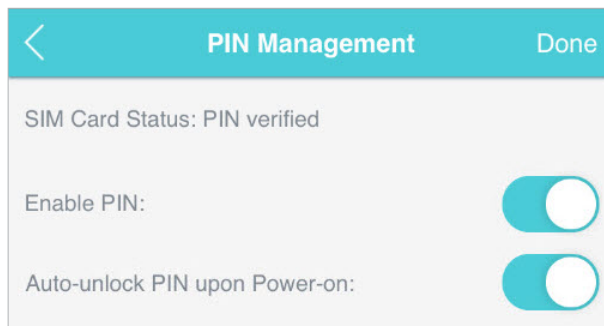 PIN Management Done
SIM Card Status: PIN verified
Enable PIN:
Auto-unlock PIN upon Power-on: